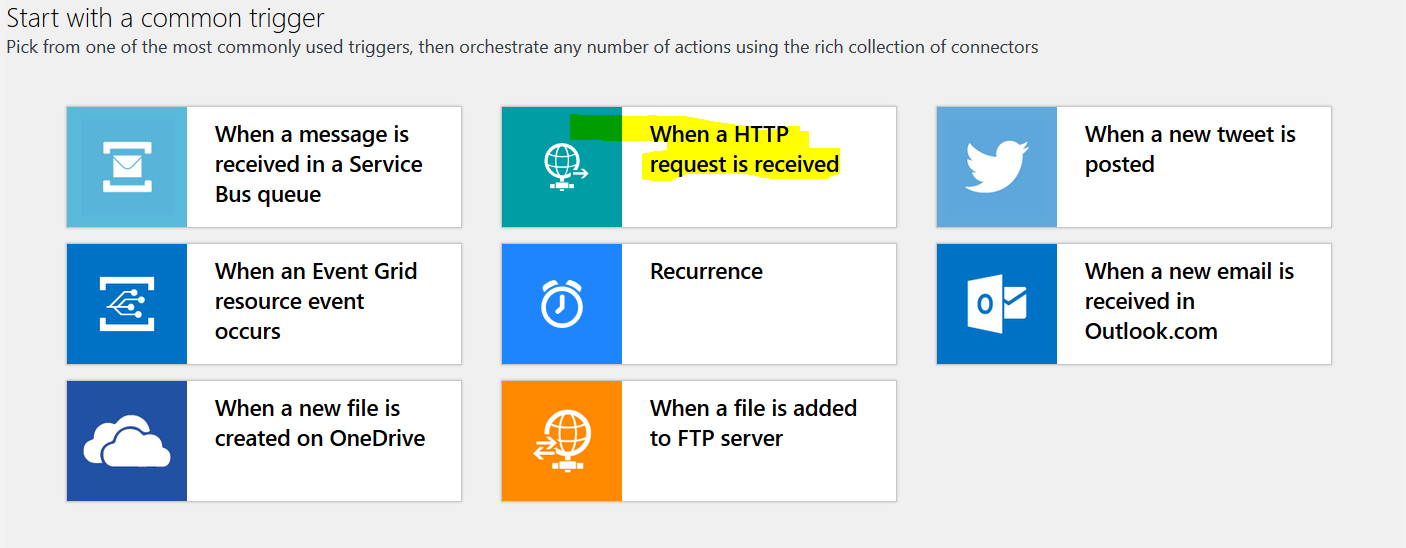 Start with a common trigger
Pick from one of the most commonly used triggers, then orchestrate any number of actions using the rich collection of connectors
When a message is
received in a Service
Bus queue
When a HTTP
request is received
When a new tweet is
posted
When an Event Grid
resource event
occurs
Recurrence
When a new email is
received in
Outlook.com
When a new file is
created on OneDrive
When a file is added
to FTP server